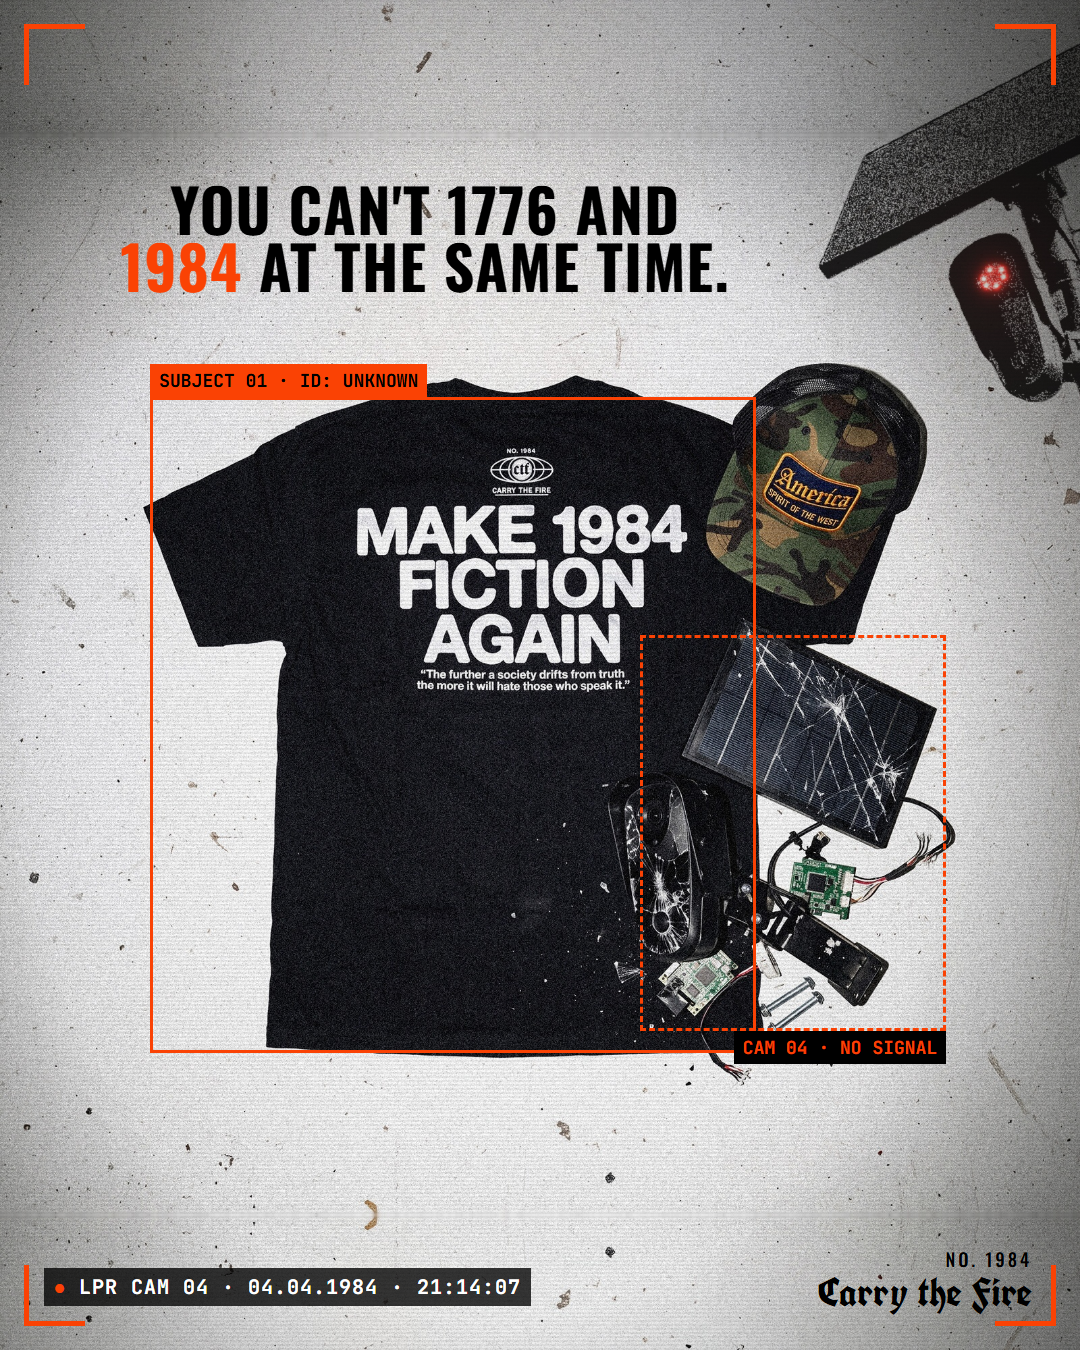 YOU CAN'T 1776 AND
1984 AT THE SAME TIME.
SUBJECT 01 · ID: UNKNOWN
NO. 1984
ctf
CARRY THE FIRE
MAKE 1984
FICTION
AGAIN
“The further a society drifts from truth
the more it will hate those who speak it.”
America
SPIRIT OF THE WEST
CAM 04 · NO SIGNAL
LPR CAM 04 · 04.04.1984 · 21:14:07
NO. 1984
Carry the Fire